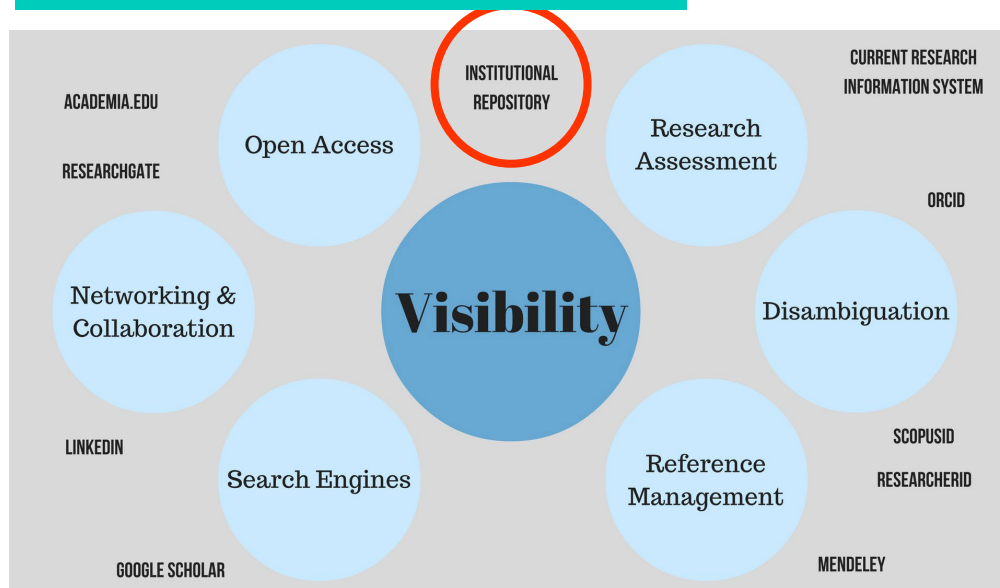 INSTITUTIONAL
REPOSITORY
CURRENT RESEARCH
INFORMATION SYSTEM
ACADEMIA.EDU
Open Access
Research
Assessment
RESEARCHGATE
ORCID
Networking &
Collaboration
Visibility
Disambiguation
LINKEDIN
SCOPUSID
Search Engines
Reference
Management
RESEARCHERID
GOOGLE SCHOLAR
MENDELEY